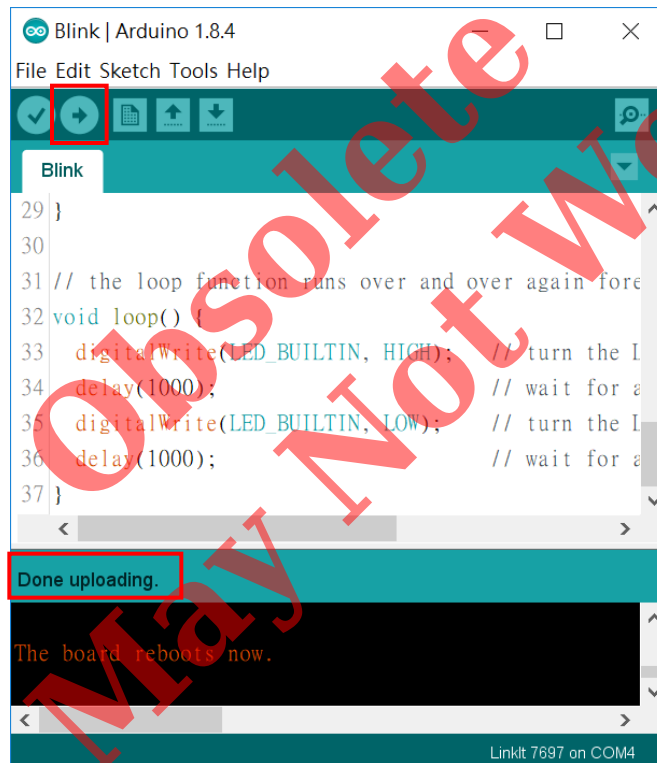 Blink | Arduino 1.8.4
File Edit Sketch Tools Help
Blink
29 }
30
31 // the loop function runs over and over again fore
32 void loop() {
33 digitalWrite(LED_BUILTIN, HIGH); // turn the L
34 delay(1000); // wait for a
35 digitalWrite(LED_BUILTIN, LOW); // turn the L
36 delay(1000); // wait for a
37 }
Done uploading.
The board reboots now.
LinkIt 7697 on COM4
Obsolete
May Not